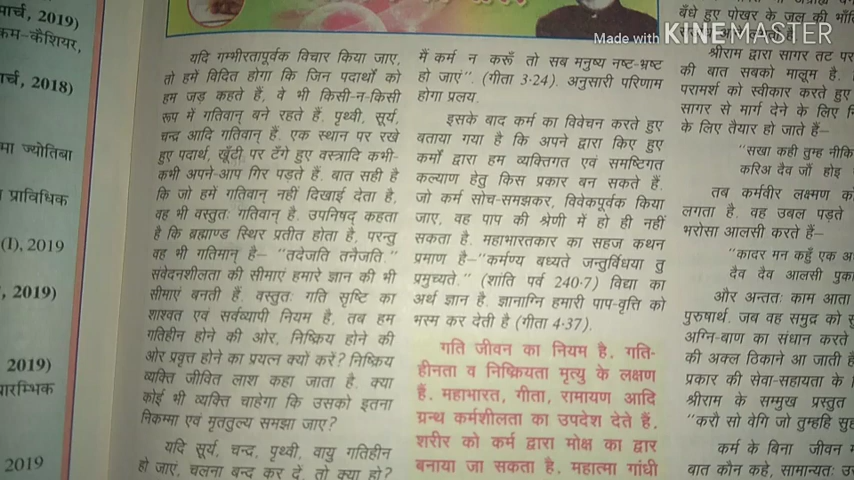 मार्च, 2019)
कम-कैशियर,
मार्च, 2018)
मा ज्योतिबा
प्राविधिक
(I), 2019
, 2019)
2019)
प्रारम्भिक
2019
यदि गम्भीरतापूर्वक विचार किया जाए,
तो हमें विदित होगा कि जिन पदार्थों को
हम जड़ कहते हैं, वे भी किसी-न-किसी
रूप में गतिवान् बने रहते हैं. पृथ्वी, सूर्य,
चन्द्र आदि गतिवान् हैं. एक स्थान पर रखे
हुए पदार्थ, खूँटी पर टँगे हुए वस्त्रादि कभी-
कभी अपने-आप गिर पड़ते हैं. बात सही है
कि जो हमें गतिवान् नहीं दिखाई देता है,
वह भी वस्तुतः गतिवान् है. उपनिषद् कहता
है कि ब्रह्माण्ड स्थिर प्रतीत होता है, परन्तु
वह भी गतिमान् है– “तदेजति तनैजति.”
संवेदनशीलता की सीमाएं हमारे ज्ञान की भी
सीमाएं बनती हैं. वस्तुतः गति सृष्टि का
शाश्वत एवं सर्वव्यापी नियम है, तब हम
गतिहीन होने की ओर, निष्क्रिय होने की
ओर प्रवृत्त होने का प्रयत्न क्यों करें? निष्क्रिय
व्यक्ति जीवित लाश कहा जाता है. क्या
कोई भी व्यक्ति चाहेगा कि उसको इतना
निकम्मा एवं मृततुल्य समझा जाए?
यदि सूर्य, चन्द्र, पृथ्वी, वायु गतिहीन
हो जाएं, चलना बन्द कर दें, तो क्या हो?
मैं कर्म न करूँ तो सब मनुष्य नष्ट-भ्रष्ट
हो जाएं”. (गीता 3·24). अनुसारी परिणाम
होगा प्रलय.
इसके बाद कर्म का विवेचन करते हुए
बताया गया है कि अपने द्वारा किए हुए
कर्मों द्वारा हम व्यक्तिगत एवं समष्टिगत
कल्याण हेतु किस प्रकार बन सकते हैं.
जो कर्म सोच-समझकर, विवेकपूर्वक किया
जाए, वह पाप की श्रेणी में हो ही नहीं
सकता है. महाभारतकार का सहज कथन
प्रमाण है–“कर्मण्य बध्यते जन्तुर्विधया तु
प्रमुच्यते.” (शांति पर्व 240·7) विद्या का
अर्थ ज्ञान है. ज्ञानाग्नि हमारी पाप-वृत्ति को
भस्म कर देती है (गीता 4·37).
गति जीवन का नियम है. गति-
हीनता व निष्क्रियता मृत्यु के लक्षण
हैं. महाभारत, गीता, रामायण आदि
ग्रन्थ कर्मशीलता का उपदेश देते हैं.
शरीर को कर्म द्वारा मोक्ष का द्वार
बनाया जा सकता है. महात्मा गांधी
बँधे हुए पोखर के जल की भाँति
Made with KINEMASTER
श्रीराम द्वारा सागर तट पर
की बात सबको मालूम है.
परामर्श को स्वीकार करते हुए
सागर से मार्ग देने के लिए
के लिए तैयार हो जाते हैं–
“सखा कही तुम्ह नीकि
करिअ दैव जौं होइ
तब कर्मवीर लक्ष्मण को
लगता है. वह उबल पड़ते
भरोसा आलसी करते हैं–
“कादर मन कहुँ एक
दैव दैव आलसी
और अन्ततः काम आता
पुरुषार्थ. जब वह समुद्र को
अग्नि-बाण का संधान करते
की अक्ल ठिकाने आ जाती
प्रकार की सेवा-सहायता के
श्रीराम के सम्मुख प्रस्तुत
“करौ सो वेगि जो तुम्हहि
कर्म के बिना जीवन
बात कौन कहे, सामान्यतः